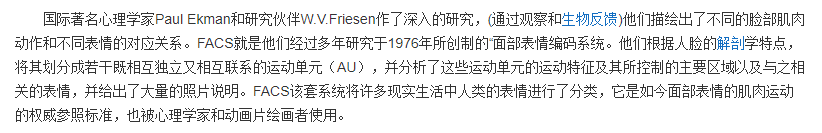 国际著名心理学家Paul Ekman和研究伙伴W.V.Friesen作了深入的研究，(通过观察和生物反馈)他们描绘出了不同的脸部肌肉
动作和不同表情的对应关系。FACS就是他们经过多年研究于1976年所创制的“面部表情编码系统。他们根据人脸的解剖学特点，
将其划分成若干既相互独立又相互联系的运动单元（AU），并分析了这些运动单元的运动特征及其所控制的主要区域以及与之相
关的表情，并给出了大量的照片说明。FACS该套系统将许多现实生活中人类的表情进行了分类，它是如今面部表情的肌肉运动
的权威参照标准，也被心理学家和动画片绘画者使用。